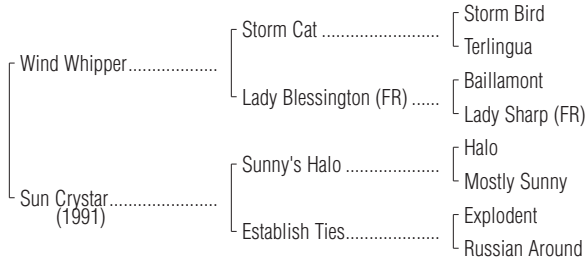 Storm Bird
Storm Cat ........................
Terlingua
Wind Whipper..................
Baillamont
Lady Blessington (FR) ......
Lady Sharp (FR)
Halo
Sunny's Halo ...................
Mostly Sunny
Sun Crystar.....................
(1991)
Explodent
Establish Ties...................
Russian Around